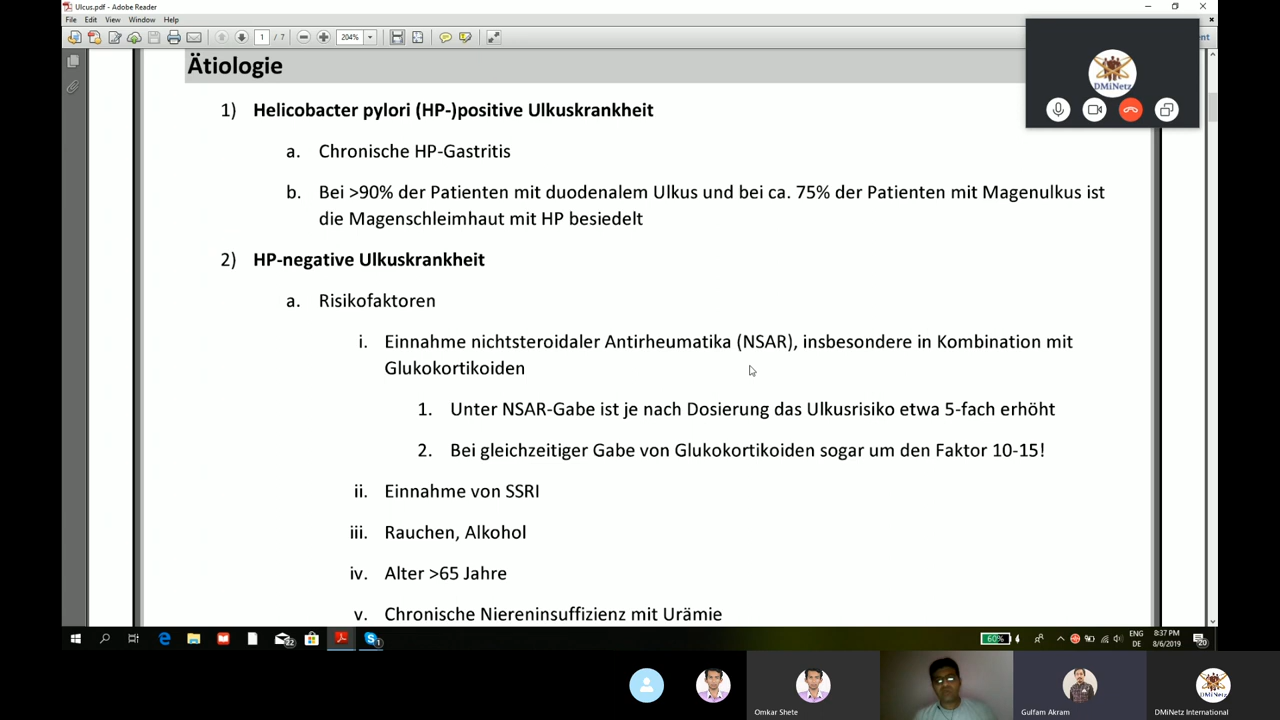 Ulcus.pdf - Adobe Reader
File Edit View Window Help
1 / 7 204%
Ätiologie
1) Helicobacter pylori (HP-)positive Ulkuskrankheit
a. Chronische HP-Gastritis
b. Bei >90% der Patienten mit duodenalem Ulkus und bei ca. 75% der Patienten mit Magenulkus ist
die Magenschleimhaut mit HP besiedelt
2) HP-negative Ulkuskrankheit
a. Risikofaktoren
i. Einnahme nichtsteroidaler Antirheumatika (NSAR), insbesondere in Kombination mit
Glukokortikoiden
1. Unter NSAR-Gabe ist je nach Dosierung das Ulkusrisiko etwa 5-fach erhöht
2. Bei gleichzeitiger Gabe von Glukokortikoiden sogar um den Faktor 10-15!
ii. Einnahme von SSRI
iii. Rauchen, Alkohol
iv. Alter >65 Jahre
v. Chronische Niereninsuffizienz mit Urämie
DMiNetz
60%
ENG
DE
8:37 PM
8/6/2019
Omkar Shete
Gulfam Akram
DMiNetz
DMiNetz International